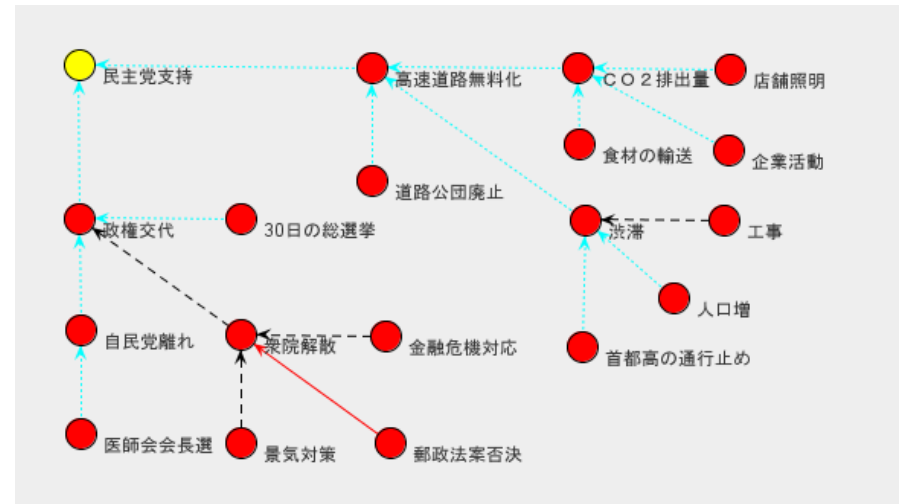 民主党支持
高速道路無料化
ＣＯ２排出量
店舗照明
食材の輸送
企業活動
道路公団廃止
政権交代
30日の総選挙
渋滞
工事
人口増
自民党離れ
衆院解散
金融危機対応
首都高の通行止め
医師会会長選
景気対策
郵政法案否決